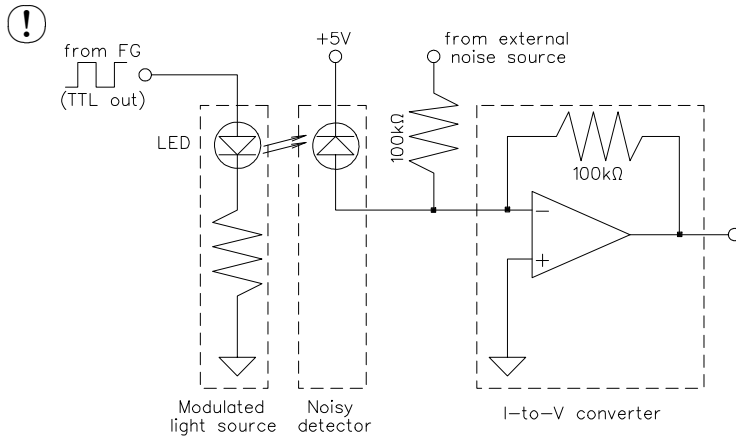 !
from FG
(TTL out)
+5V
from external
noise source
LED
100kΩ
100kΩ
−
+
Modulated
light source
Noisy
detector
I-to-V converter